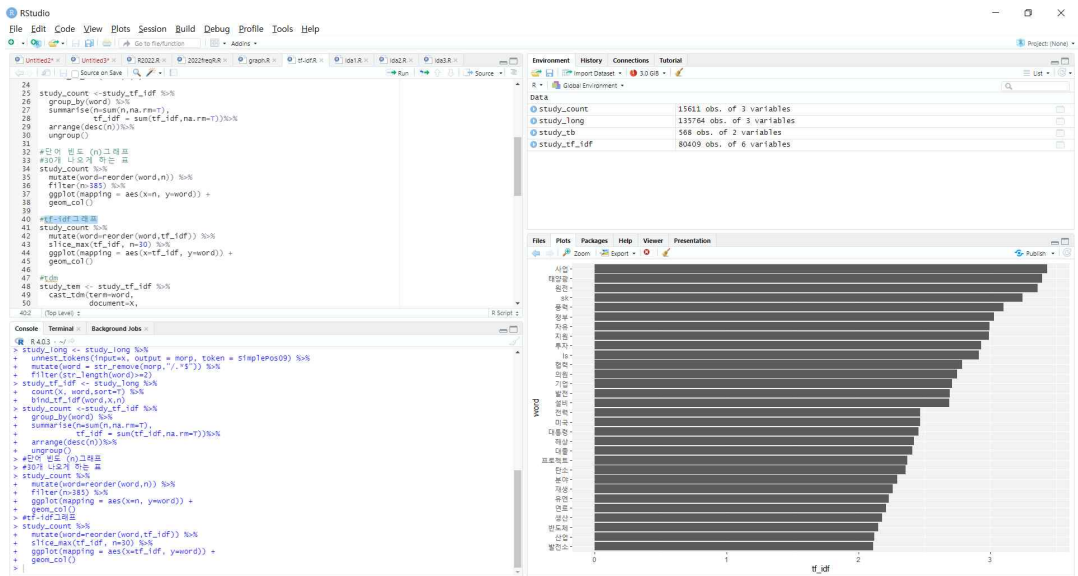 RStudio
File Edit Code View Plots Session Build Debug Profile Tools Help
Go to file/function Addins Project: (None)
Untitled2* Untitled3* R2022.R 2022freqR.R graph.R tf-idf.R lda1.R lda2.R lda3.R
Source on Save Run Source
24
25 study_count <-study_tf_idf %>%
26 group_by(word) %>%
27 summarise(n=sum(n,na.rm=T),
28 tf_idf = sum(tf_idf,na.rm=T))%>%
29 arrange(desc(n))%>%
30 ungroup()
31
32 #단어 빈도 (n)그래프
33 #30개 나오게 하는 표
34 study_count %>%
35 mutate(word=reorder(word,n)) %>%
36 filter(n>385) %>%
37 ggplot(mapping = aes(x=n, y=word)) +
38 geom_col()
39
40 #tf-idf그래프
41 study_count %>%
42 mutate(word=reorder(word,tf_idf)) %>%
43 slice_max(tf_idf, n=30) %>%
44 ggplot(mapping = aes(x=tf_idf, y=word)) +
45 geom_col()
46
47 #tdm
48 study_tem <- study_tf_idf %>%
49 cast_tdm(term=word,
50 document=X,
40:2 (Top Level) R Script
Console Terminal Background Jobs
R 4.0.3 · ~/
> study_long <- study_long %>%
+ unnest_tokens(input=x, output = morp, token = SimplePos09) %>%
+ mutate(word = str_remove(morp,"/.*$")) %>%
+ filter(str_length(word)>=2)
> study_tf_idf <- study_long %>%
+ count(X, word,sort=T) %>%
+ bind_tf_idf(word,X,n)
> study_count <-study_tf_idf %>%
+ group_by(word) %>%
+ summarise(n=sum(n,na.rm=T),
+ tf_idf = sum(tf_idf,na.rm=T))%>%
+ arrange(desc(n))%>%
+ ungroup()
> #단어 빈도 (n)그래프
> #30개 나오게 하는 표
> study_count %>%
+ mutate(word=reorder(word,n)) %>%
+ filter(n>385) %>%
+ ggplot(mapping = aes(x=n, y=word)) +
+ geom_col()
> #tf-idf그래프
> study_count %>%
+ mutate(word=reorder(word,tf_idf)) %>%
+ slice_max(tf_idf, n=30) %>%
+ ggplot(mapping = aes(x=tf_idf, y=word)) +
+ geom_col()
>
Environment History Connections Tutorial
Import Dataset 3.0 GiB List
R Global Environment
Data
study_count 15611 obs. of 3 variables
study_long 135764 obs. of 3 variables
study_tb 568 obs. of 2 variables
study_tf_idf 80409 obs. of 6 variables
Files Plots Packages Help Viewer Presentation
Zoom Export Publish
사업
태양광
원전
sk
풍력
정부
자유
지원
투자
ls
협력
의원
기업
발전
설비
전력
미국
대통령
해상
대출
프로젝트
탄소
분야
재생
유연
연료
생산
반도체
산업
발전소
word
0 1 2 3
tf_idf